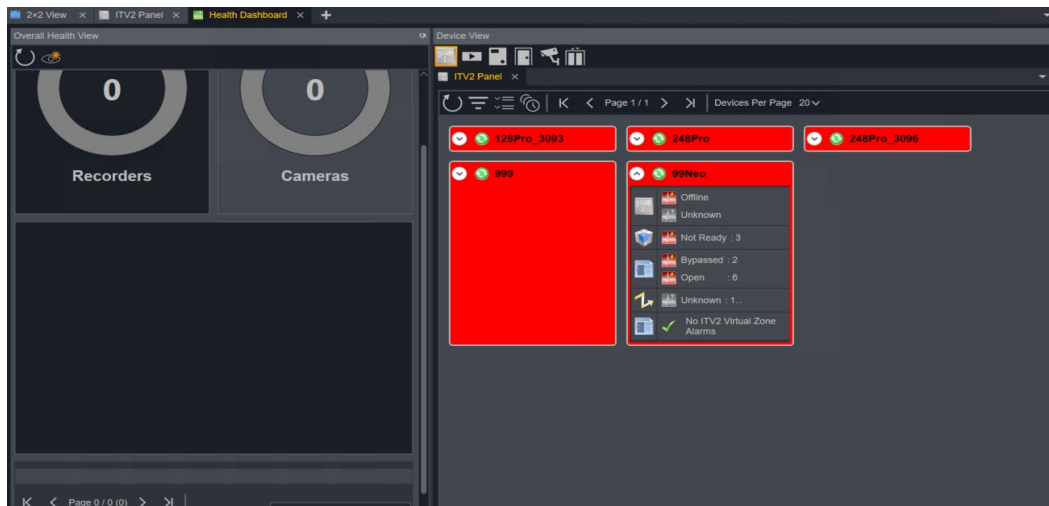 2×2 View
ITV2 Panel
Health Dashboard
Overall Health View
0
0
Recorders
Cameras
Page 0 / 0 (0)
Device View
ITV2 Panel
Page 1 / 1
Devices Per Page 20
128Pro_3093
248Pro
248Pro_3096
999
99Neo
Offline
Unknown
Not Ready : 3
Bypassed : 2
Open : 6
Unknown : 1..
No ITV2 Virtual Zone
Alarms